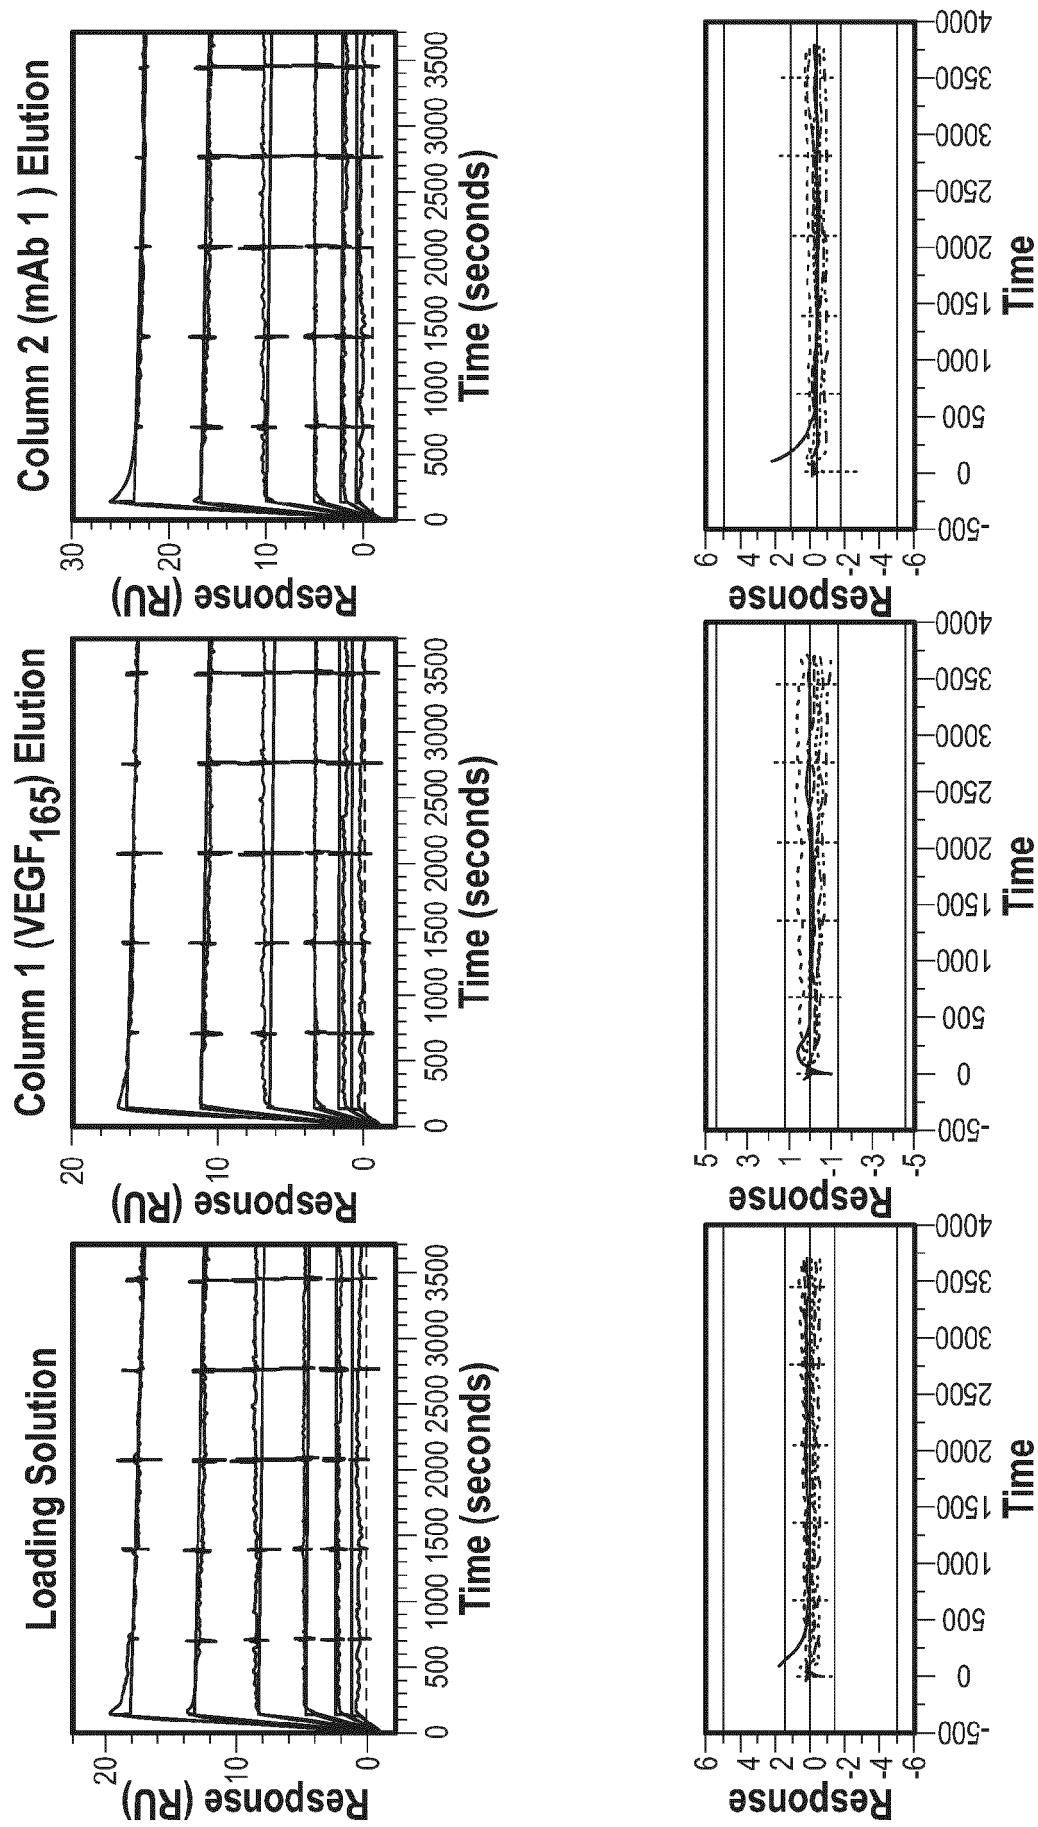 Loading Solution
20
10
0
Response (RU)
0 500 1000 1500 2000 2500 3000 3500
Time (seconds)
Column 1 (VEGF165) Elution
20
10
0
Response (RU)
0 500 1000 1500 2000 2500 3000 3500
Time (seconds)
Column 2 (mAb 1 ) Elution
30
20
10
0
Response (RU)
0 500 1000 1500 2000 2500 3000 3500
Time (seconds)
6
4
2
0
-2
-4
-6
Response
-500 0 500 1000 1500 2000 2500 3000 3500 4000
Time
5
3
1
-1
-3
-5
Response
-500 0 500 1000 1500 2000 2500 3000 3500 4000
Time
6
4
2
0
-2
-4
-6
Response
-500 0 500 1000 1500 2000 2500 3000 3500 4000
Time